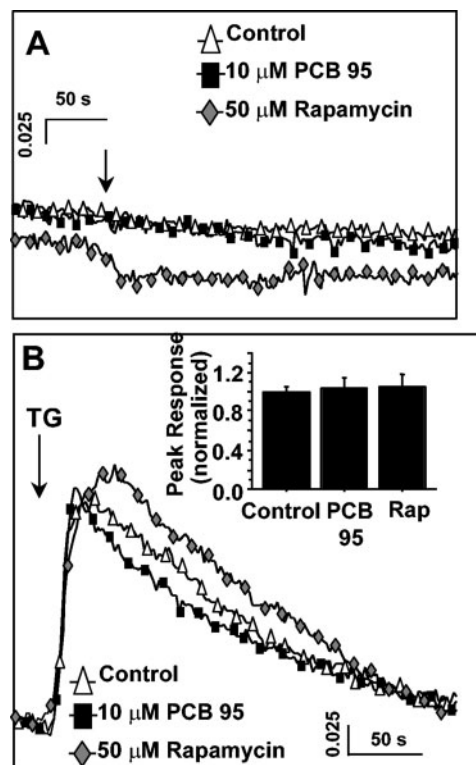 A
Control
10 μM PCB 95
50 μM Rapamycin
50 s
0.025
B
TG
Peak Response
(normalized)
1.2
0.8
0.4
0.0
Control
PCB
95
Rap
Control
10 μM PCB 95
50 μM Rapamycin
0.025
50 s